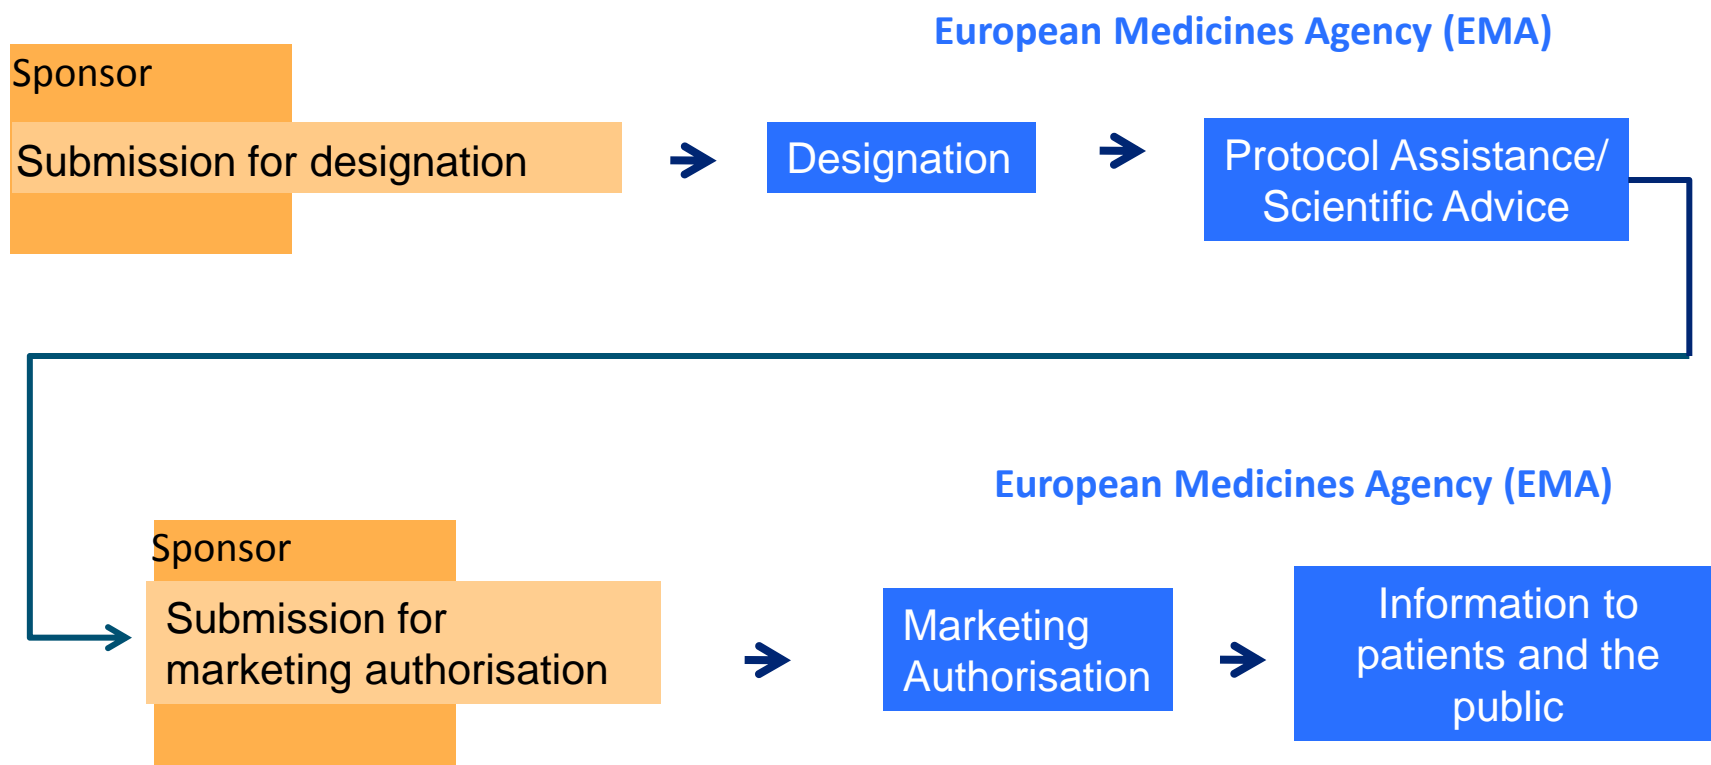 European Medicines Agency (EMA)
Sponsor
Submission for designation
Designation
Protocol Assistance/
Scientific Advice
European Medicines Agency (EMA)
Sponsor
Submission for
marketing authorisation
Marketing
Authorisation
Information to
patients and the
public